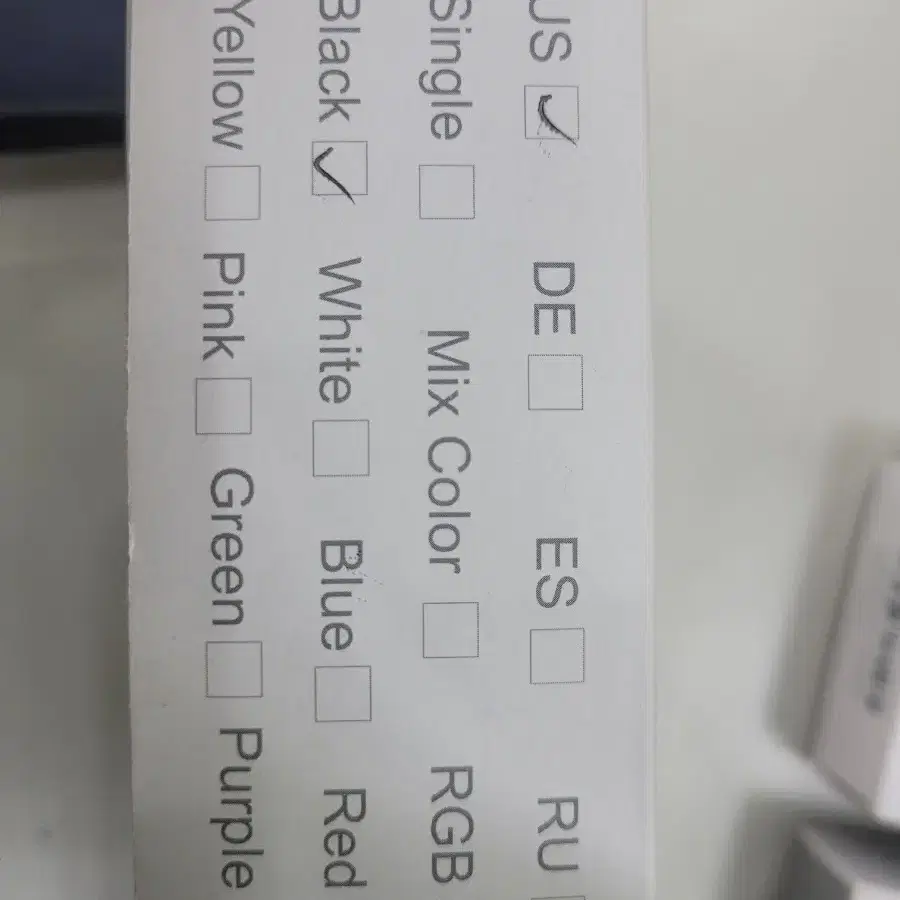 US ☑ DE ☐ ES ☐ RU ☐
Single ☐ Mix Color ☐ RGB
Black ☑ White ☐ Blue ☐ Red
Yellow ☐ Pink ☐ Green ☐ Purple